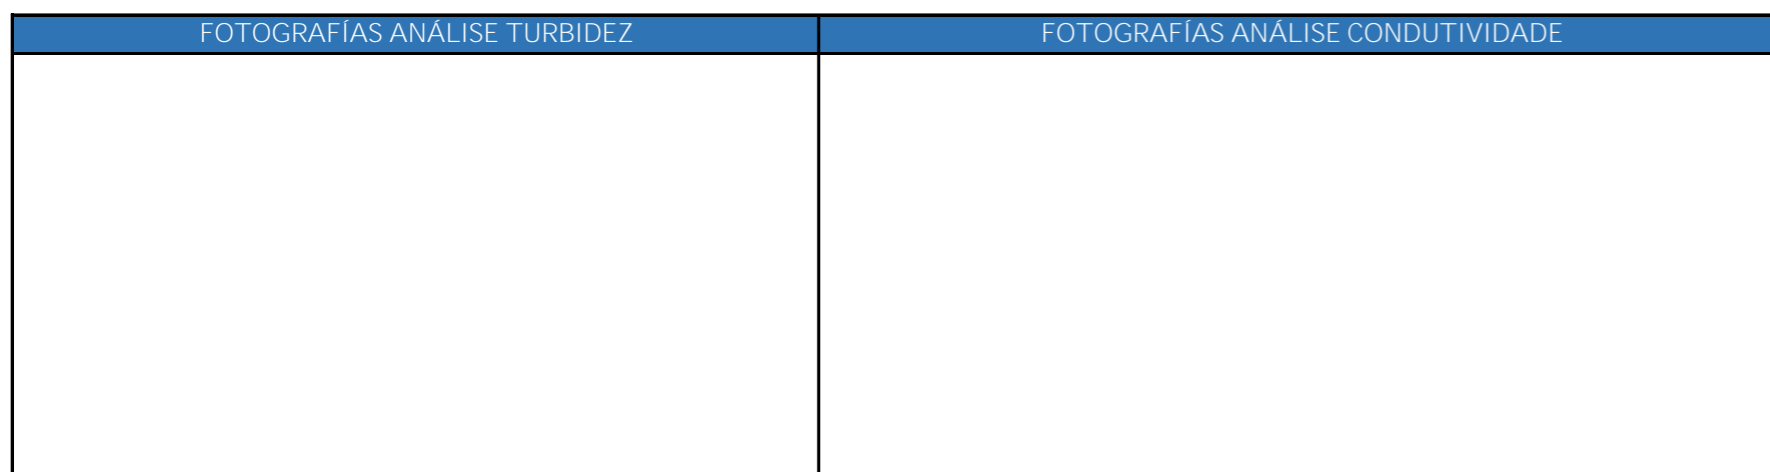 FOTOGRAFÍAS ANÁLISE TURBIDEZ
FOTOGRAFÍAS ANÁLISE CONDUTIVIDADE